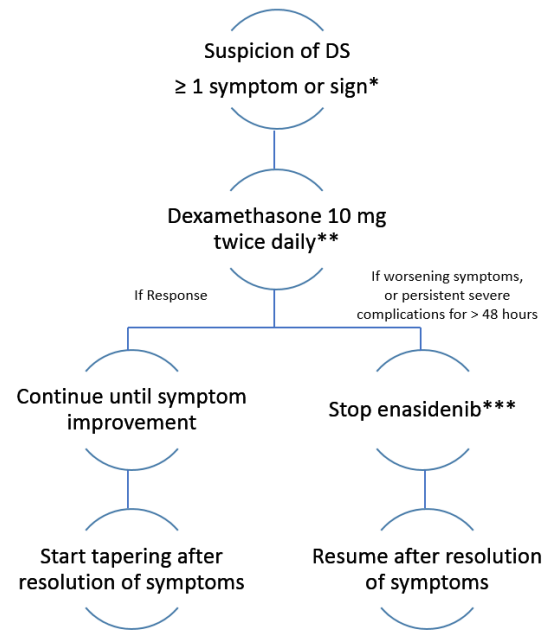 Suspicion of DS
≥ 1 symptom or sign*
Dexamethasone 10 mg
twice daily**
If Response
If worsening symptoms,
or persistent severe
complications for > 48 hours
Continue until symptom
improvement
Stop enasidenib***
Start tapering after
resolution of symptoms
Resume after resolution
of symptoms